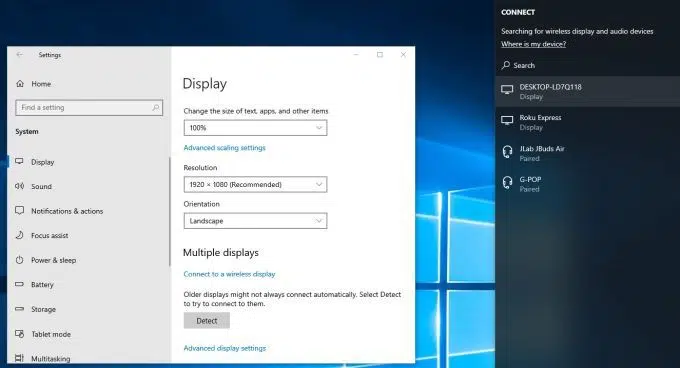 Settings
Home
Find a setting
System
Display
Sound
Notifications & actions
Focus assist
Power & sleep
Battery
Storage
Tablet mode
Multitasking
Display
Change the size of text, apps, and other items
100%
Advanced scaling settings
Resolution
1920 × 1080 (Recommended)
Orientation
Landscape
Multiple displays
Connect to a wireless display
Older displays might not always connect automatically. Select Detect
to try to connect to them.
Detect
Advanced display settings
CONNECT
Searching for wireless display and audio devices
Where is my device?
Search
DESKTOP-LD7Q118
Display
Roku Express
Display
JLab JBuds Air
Paired
G-POP
Paired